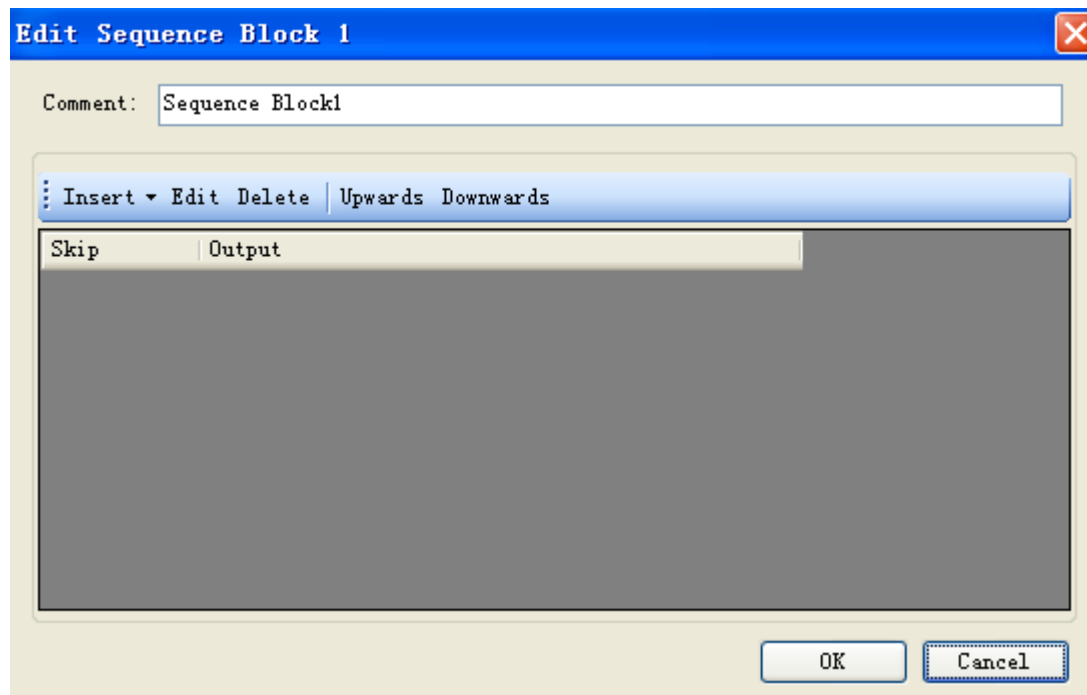 Edit Sequence Block 1
Comment: Sequence Block1
Insert Edit Delete Upwards Downwards
Skip Output
OK Cancel